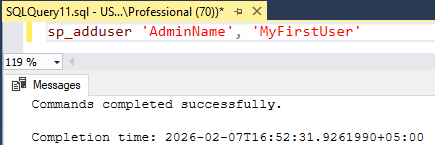 SQLQuery11.sql - US...\Professional (70))*
sp_adduser 'AdminName', 'MyFirstUser'
119 %
Messages
Commands completed successfully.
Completion time: 2026-02-07T16:52:31.9261990+05:00